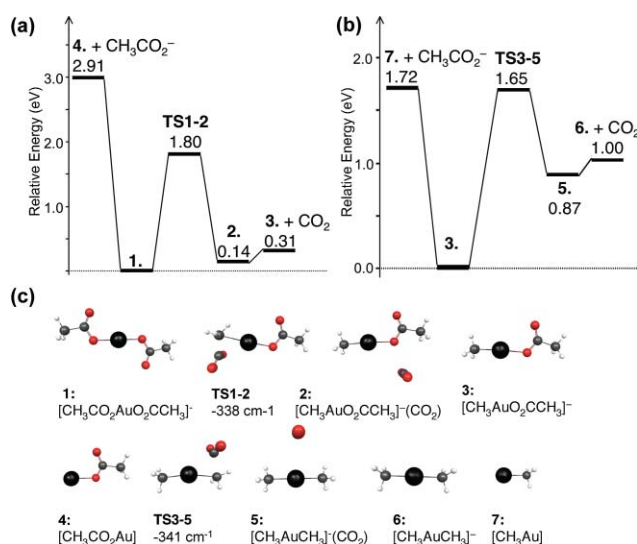 (a)
4. + CH₃CO₂⁻
2.91
3.0
2.0
1.0
0.0
Relative Energy (eV)
TS1-2
1.80
1.
2.
0.14
3. + CO₂
0.31
(b)
7. + CH₃CO₂⁻
1.72
2.0
1.0
0.0
Relative Energy (eV)
TS3-5
1.65
3.
5.
0.87
6. + CO₂
1.00
(c)
1:
[CH₃CO₂AuO₂CCH₃]⁻
TS1-2
-338 cm-1
2:
[CH₃AuO₂CCH₃]⁻(CO₂)
3:
[CH₃AuO₂CCH₃]⁻
4:
[CH₃CO₂Au]
TS3-5
-341 cm⁻¹
5:
[CH₃AuCH₃]⁻(CO₂)
6:
[CH₃AuCH₃]⁻
7:
[CH₃Au]